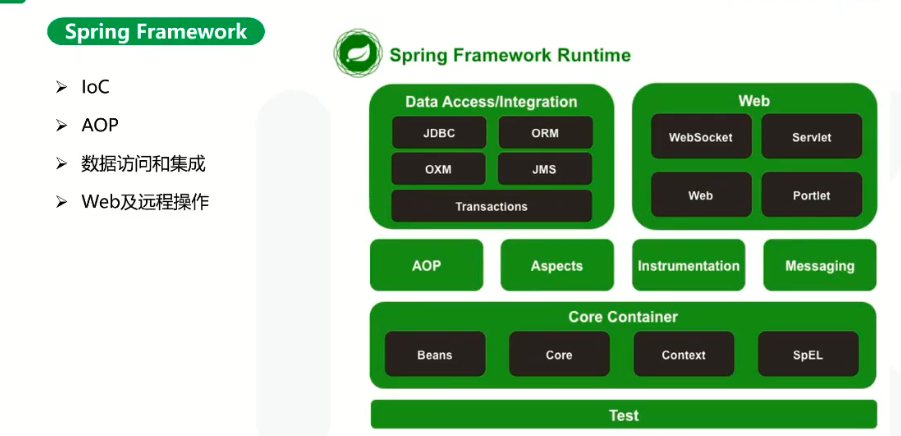 Spring Framework
IoC
AOP
数据访问和集成
Web及远程操作
Spring Framework Runtime
Data Access/Integration
JDBC
ORM
OXM
JMS
Transactions
Web
WebSocket
Servlet
Web
Portlet
AOP
Aspects
Instrumentation
Messaging
Core Container
Beans
Core
Context
SpEL
Test